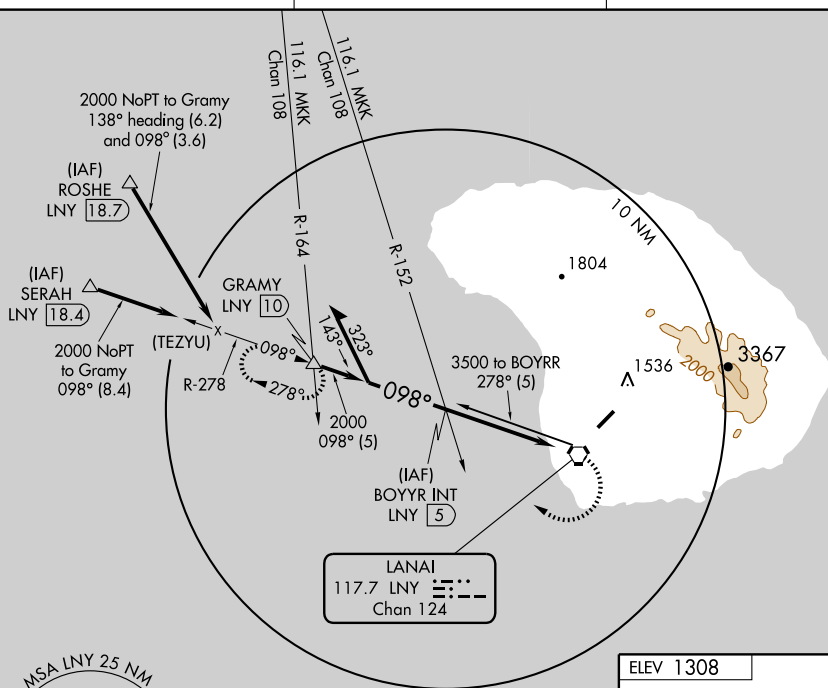 116.1 MKK
Chan 108
116.1 MKK
Chan 108
2000 NoPT to Gramy
138° heading (6.2)
and 098° (3.6)
(IAF)
ROSHE
LNY 18.7
10 NM
R-164
R-152
1804
(IAF)
SERAH
LNY 18.4
GRAMY
LNY 10
(TEZYU)
2000 NoPT
to Gramy
098° (8.4)
R-278
098°
278°
143°
323°
2000
098° (5)
098°
3500 to BOYRR
278° (5)
1536
2000
3367
(IAF)
BOYYR INT
LNY 5
LANAI
117.7 LNY
Chan 124
MSA LNY 25 NM
ELEV 1308